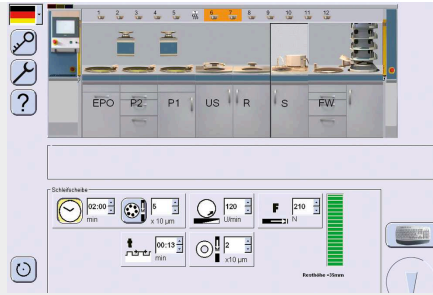 1 2 3 4 5 6 7 8 9 10 11 12
EPO P2 P1 US R S FW
Schleifscheibe
02:00 5 120 F 210
min x 10 µm U/min N
00:13 2
min x10 µm
Resthöhe <35mm
?